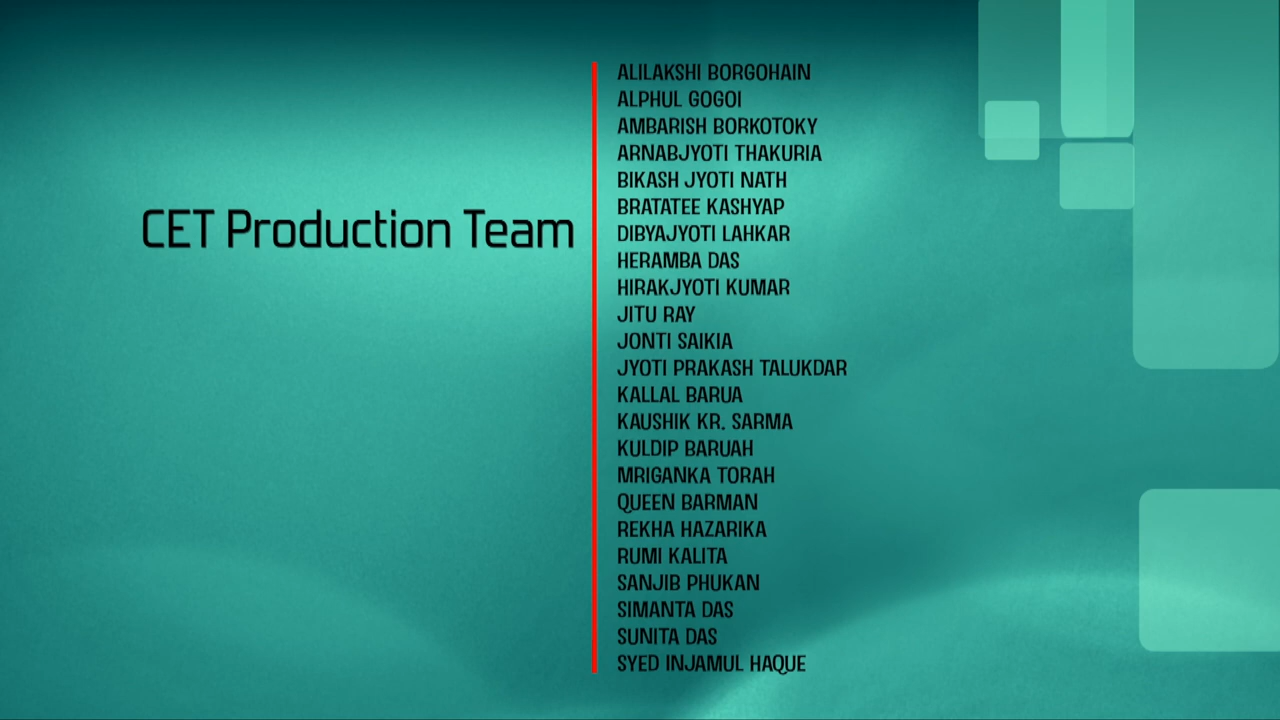 CET Production Team
ALILAKSHI BORGOHAIN
ALPHUL GOGOI
AMBARISH BORKOTOKY
ARNABJYOTI THAKURIA
BIKASH JYOTI NATH
BRATATEE KASHYAP
DIBYAJYOTI LAHKAR
HERAMBA DAS
HIRAKJYOTI KUMAR
JITU RAY
JONTI SAIKIA
JYOTI PRAKASH TALUKDAR
KALLAL BARUA
KAUSHIK KR. SARMA
KULDIP BARUAH
MRIGANKA TORAH
QUEEN BARMAN
REKHA HAZARIKA
RUMI KALITA
SANJIB PHUKAN
SIMANTA DAS
SUNITA DAS
SYED INJAMUL HAQUE